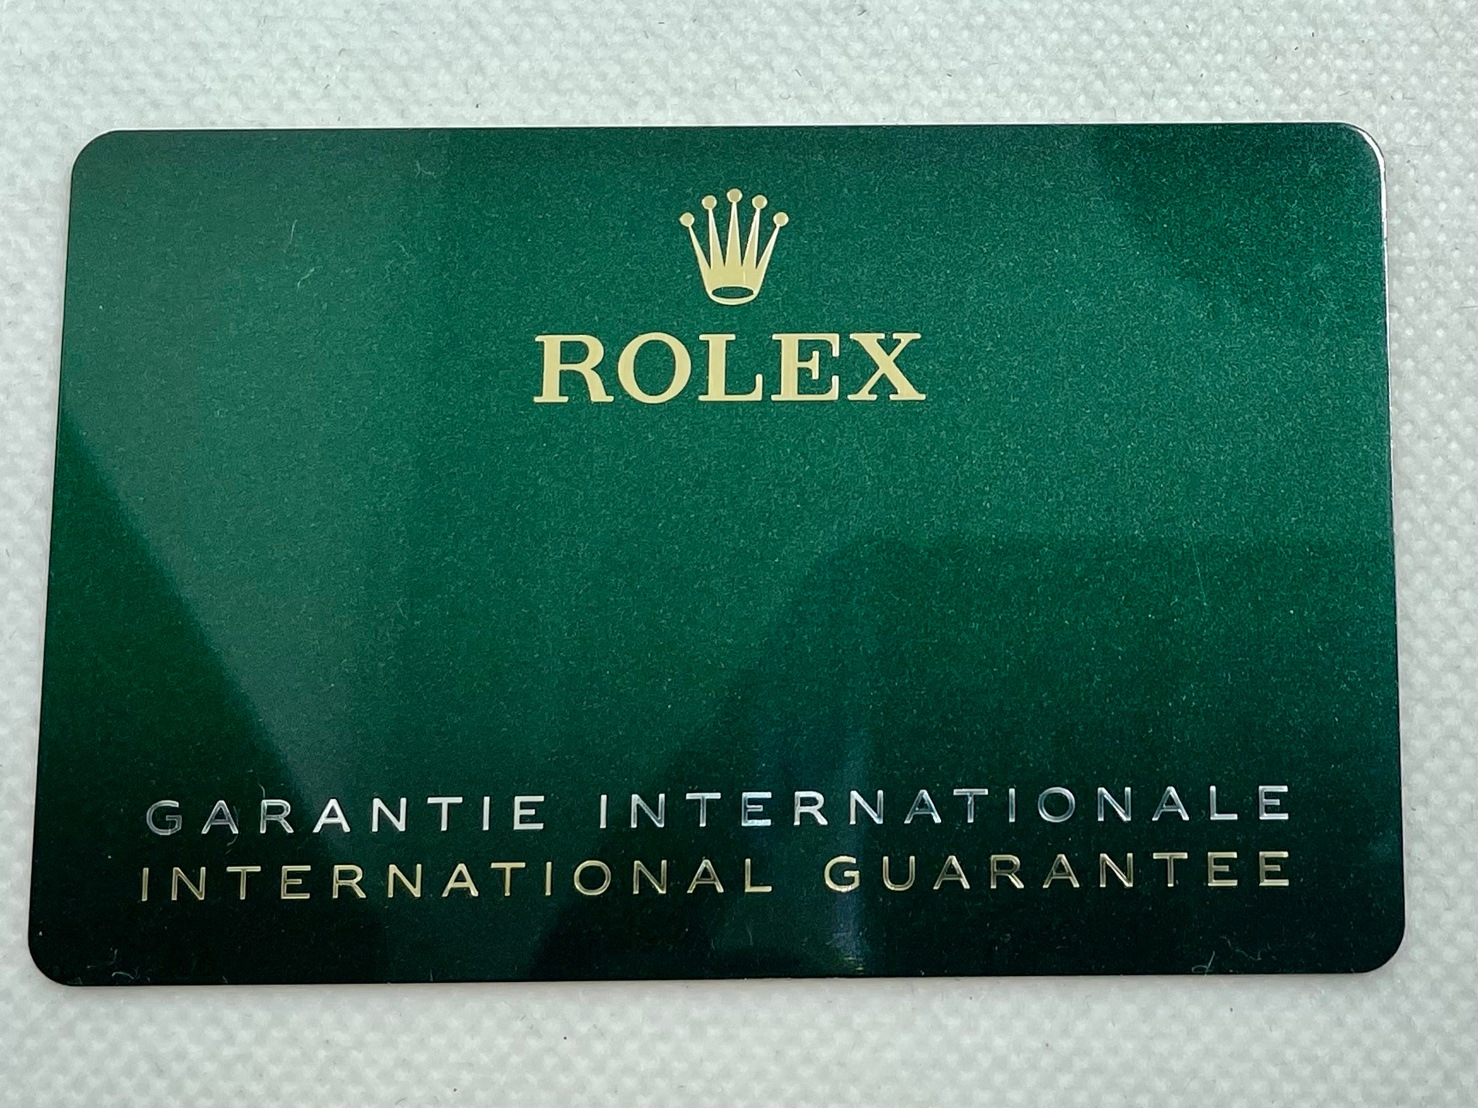 ROLEX
GARANTIE INTERNATIONALE
INTERNATIONAL GUARANTEE